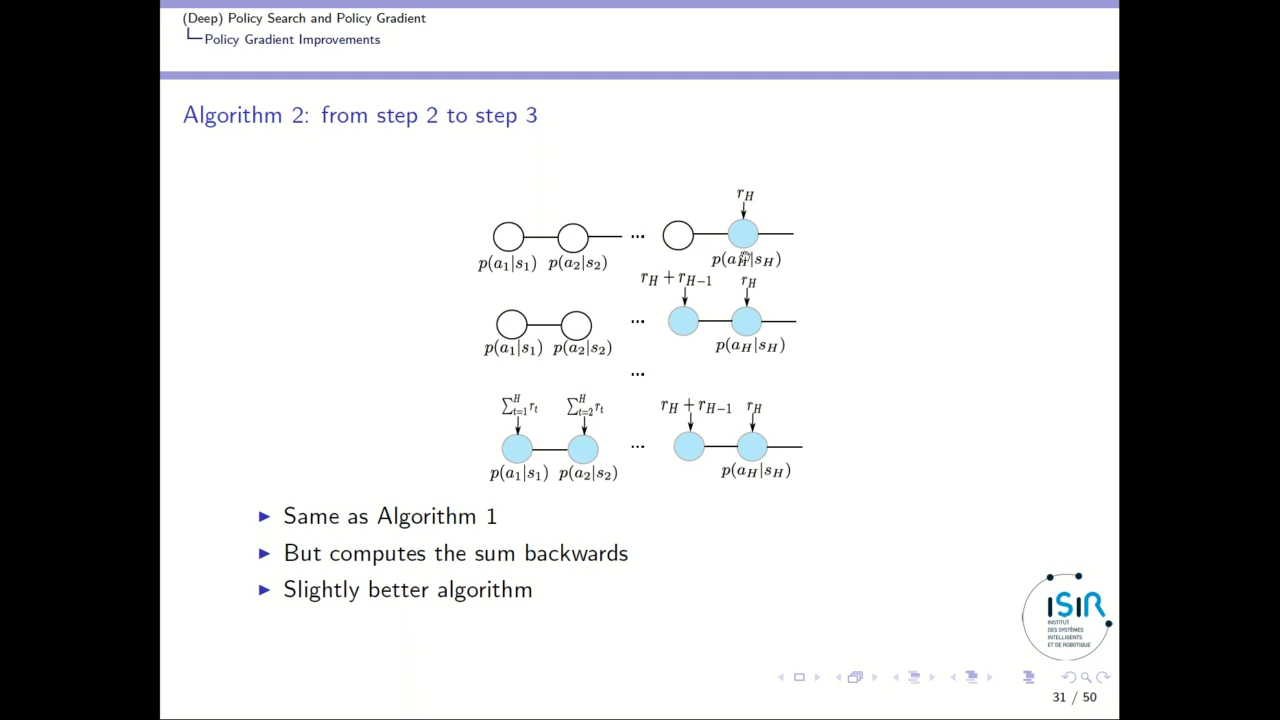 (Deep) Policy Search and Policy Gradient
Policy Gradient Improvements
Algorithm 2: from step 2 to step 3
r_H
...
p(a_1|s_1) p(a_2|s_2) p(a_H|s_H)
r_H + r_{H-1} r_H
...
p(a_1|s_1) p(a_2|s_2) p(a_H|s_H)
...
∑_{t=1}^H r_t ∑_{t=2}^H r_t r_H + r_{H-1} r_H
...
p(a_1|s_1) p(a_2|s_2) p(a_H|s_H)
Same as Algorithm 1
But computes the sum backwards
Slightly better algorithm
ISIR
INSTITUT
DES SYSTÈMES
INTELLIGENTS
ET DE ROBOTIQUE
31 / 50